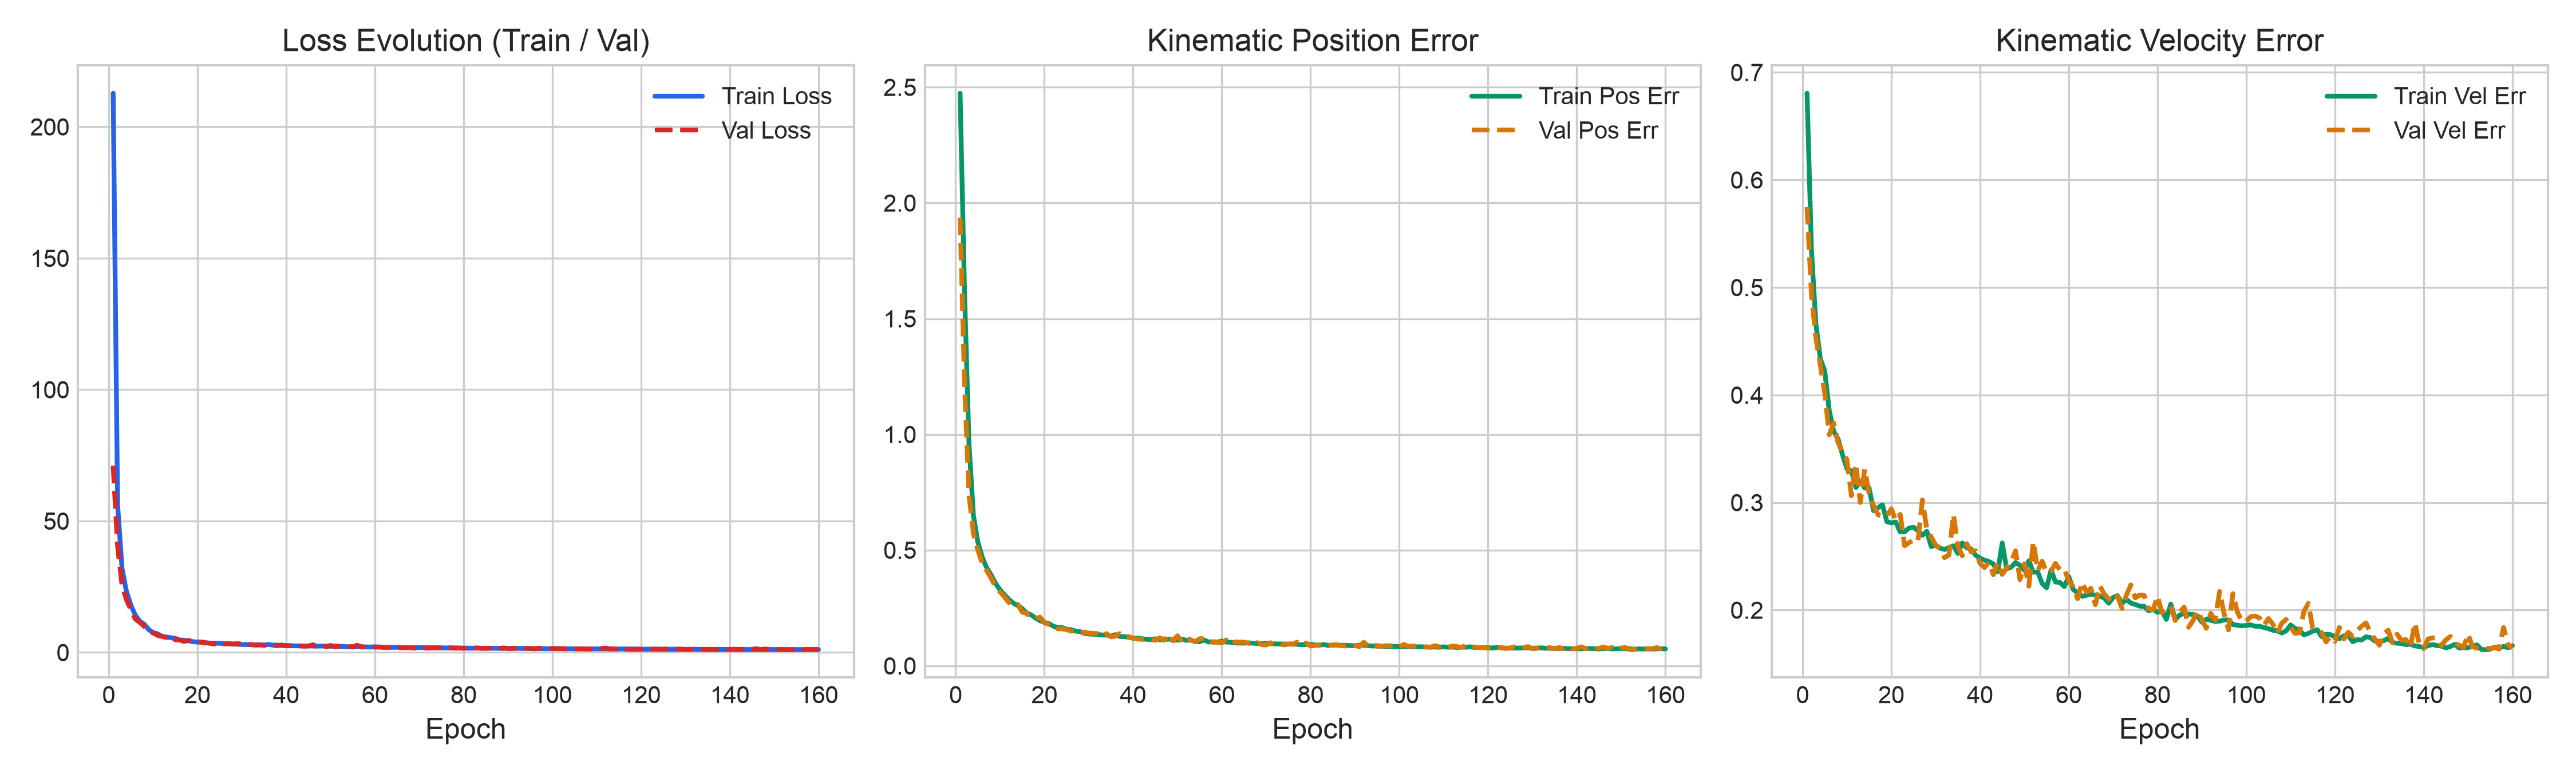 Loss Evolution (Train / Val)
Train Loss
Val Loss
200
150
100
50
0
0 20 40 60 80 100 120 140 160
Epoch
Kinematic Position Error
Train Pos Err
Val Pos Err
2.5
2.0
1.5
1.0
0.5
0.0
0 20 40 60 80 100 120 140 160
Epoch
Kinematic Velocity Error
Train Vel Err
Val Vel Err
0.7
0.6
0.5
0.4
0.3
0.2
0 20 40 60 80 100 120 140 160
Epoch